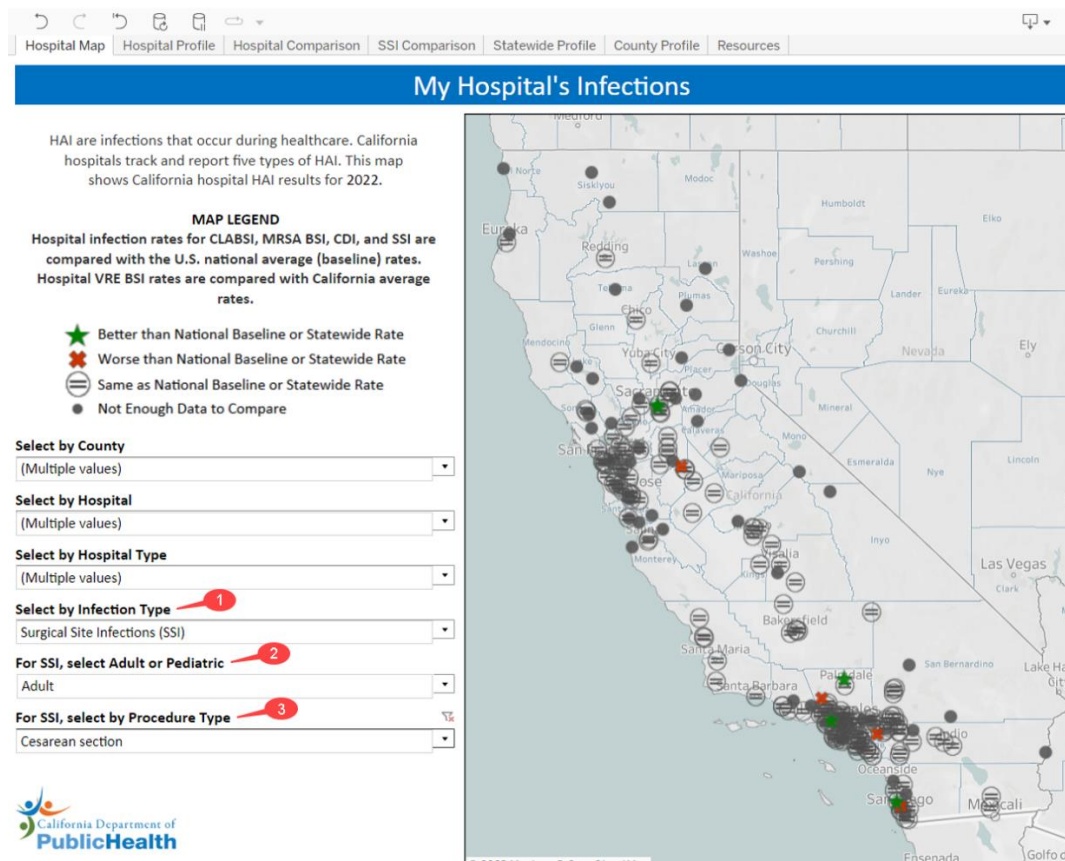 Hospital Map
Hospital Profile
Hospital Comparison
SSI Comparison
Statewide Profile
County Profile
Resources
My Hospital's Infections
HAI are infections that occur during healthcare. California
hospitals track and report five types of HAI. This map
shows California hospital HAI results for 2022.
MAP LEGEND
Hospital infection rates for CLABSI, MRSA BSI, CDI, and SSI are
compared with the U.S. national average (baseline) rates.
Hospital VRE BSI rates are compared with California average
rates.
Better than National Baseline or Statewide Rate
Worse than National Baseline or Statewide Rate
Same as National Baseline or Statewide Rate
Not Enough Data to Compare
Select by County
(Multiple values)
Select by Hospital
(Multiple values)
Select by Hospital Type
(Multiple values)
Select by Infection Type
1
Surgical Site Infections (SSI)
For SSI, select Adult or Pediatric
2
Adult
For SSI, select by Procedure Type
3
Cesarean section
California Department of
PublicHealth
Medford
Siskiyou
Modoc
Humboldt
Elko
Eureka
Redding
Washoe
Pershing
Lander
Eureka
Plumas
Chico
Glenn
Churchill
Mendocino
Yuba City
Carson City
Nevada
Ely
Placer
Douglas
Sacramento
Amador
Mineral
Calaveras
Mono
Esmeralda
Nye
Lincoln
Mariposa
California
Inyo
Monterey
Visalia
Kings
Las Vegas
Clark
Bakersfield
Santa Maria
Palmdale
San Bernardino
Santa Barbara
Oceanside
San Diego
Mexicali
Ensenada